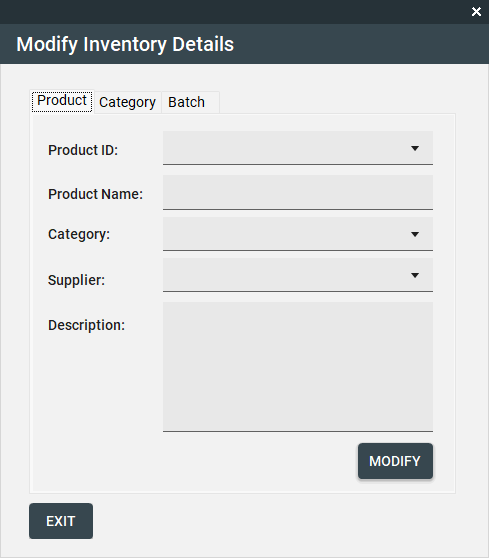 Modify Inventory Details
Product Category Batch
Product ID:
Product Name:
Category:
Supplier:
Description:
MODIFY
EXIT